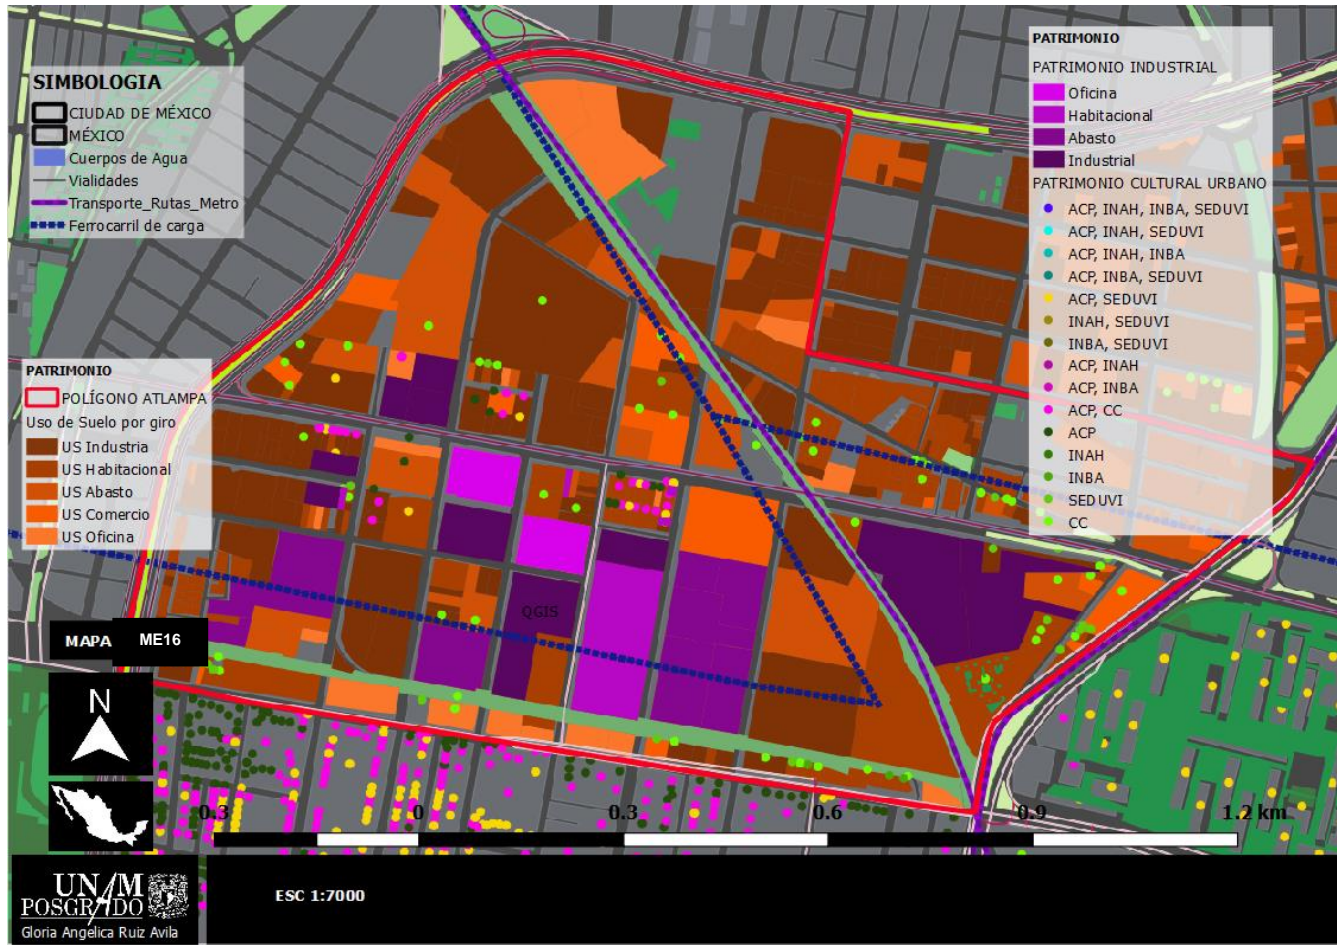 SIMBOLOGIA
CIUDAD DE MÉXICO
MÉXICO
Cuerpos de Agua
Vialidades
Transporte_Rutas_Metro
Ferrocarril de carga
PATRIMONIO
POLÍGONO ATLAMPA
Uso de Suelo por giro
US Industria
US Habitacional
US Abasto
US Comercio
US Oficina
PATRIMONIO
PATRIMONIO INDUSTRIAL
Oficina
Habitacional
Abasto
Industrial
PATRIMONIO CULTURAL URBANO
ACP, INAH, INBA, SEDUVI
ACP, INAH, SEDUVI
ACP, INAH, INBA
ACP, INBA, SEDUVI
ACP, SEDUVI
INAH, SEDUVI
INBA, SEDUVI
ACP, INAH
ACP, INBA
ACP, CC
ACP
INAH
INBA
SEDUVI
CC
QGIS
MAPA ME16
N
0.3 0 0.3 0.6 0.9 1.2 km
ESC 1:7000
UNAM
POSGRADO
Gloria Angélica Ruiz Avila